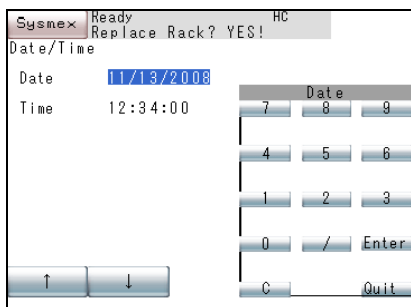 Sysmex Ready HC
Replace Rack? YES!
Date/Time
Date 11/13/2008
Time 12:34:00
Date
7 8 9
4 5 6
1 2 3
0 / Enter
↑ ↓
C Quit